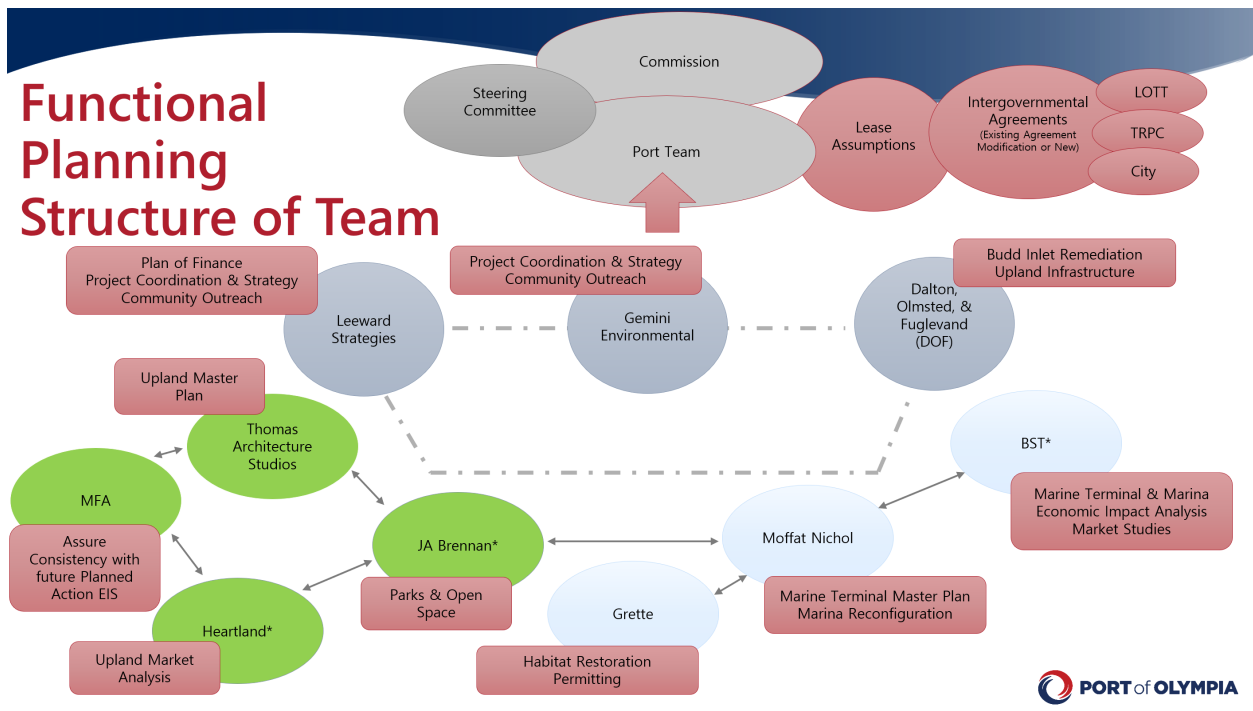 Functional
Planning
Structure of Team
Commission
Steering
Committee
Port Team
Lease
Assumptions
Intergovernmental
Agreements
(Existing Agreement
Modification or New)
LOTT
TRPC
City
Plan of Finance
Project Coordination & Strategy
Community Outreach
Leeward
Strategies
Project Coordination & Strategy
Community Outreach
Gemini
Environmental
Budd Inlet Remediation
Upland Infrastructure
Dalton,
Olmsted, &
Fuglevand
(DOF)
Upland Master
Plan
Thomas
Architecture
Studios
MFA
Assure
Consistency with
future Planned
Action EIS
Heartland*
Upland Market
Analysis
JA Brennan*
Parks & Open
Space
Grette
Habitat Restoration
Permitting
Moffat Nichol
Marine Terminal Master Plan
Marina Reconfiguration
BST*
Marine Terminal & Marina
Economic Impact Analysis
Market Studies
PORT of OLYMPIA